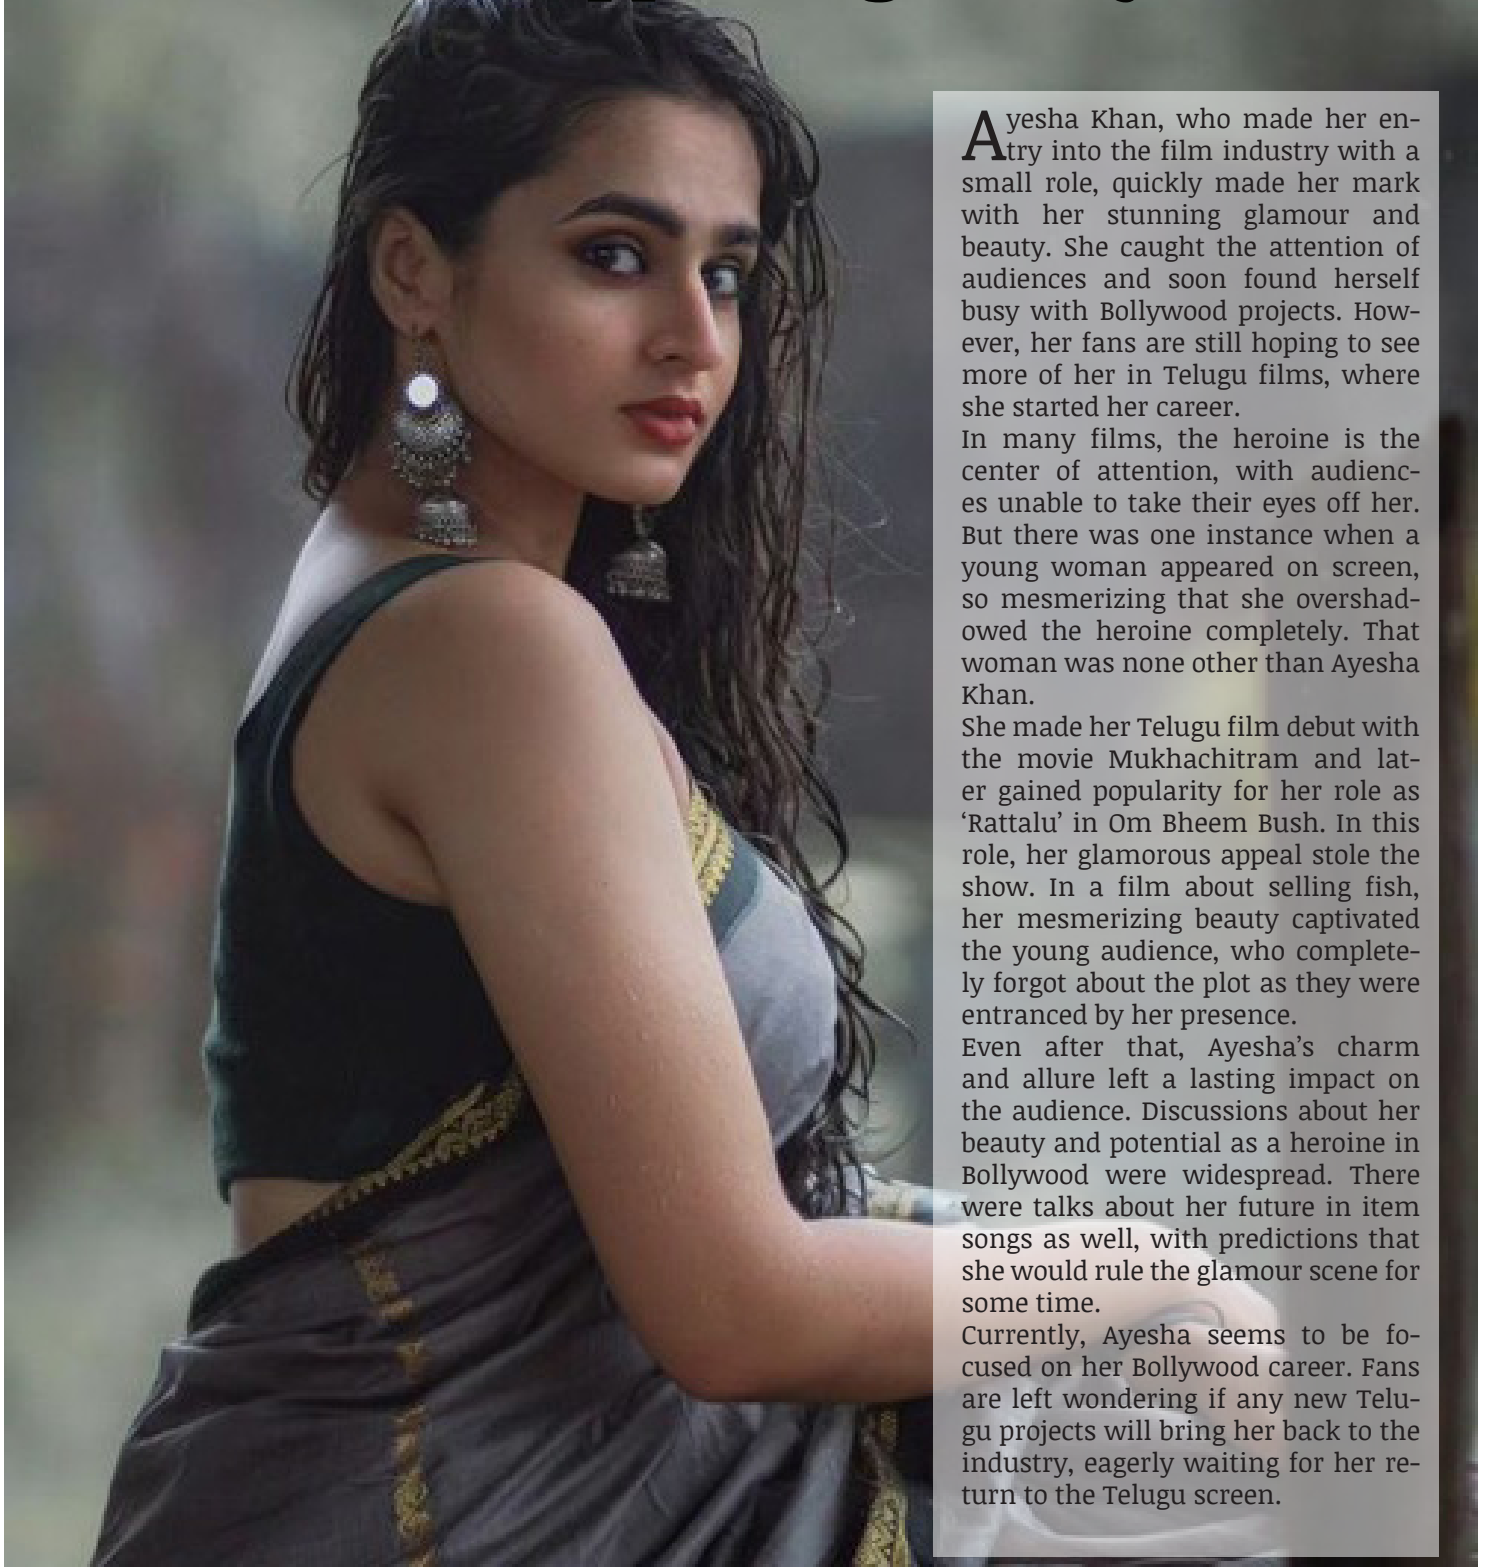 Ayesha Khan, who made her en-
try into the film industry with a
small role, quickly made her mark
with her stunning glamour and
beauty. She caught the attention of
audiences and soon found herself
busy with Bollywood projects. How-
ever, her fans are still hoping to see
more of her in Telugu films, where
she started her career.
In many films, the heroine is the
center of attention, with audienc-
es unable to take their eyes off her.
But there was one instance when a
young woman appeared on screen,
so mesmerizing that she overshad-
owed the heroine completely. That
woman was none other than Ayesha
Khan.
She made her Telugu film debut with
the movie Mukhachitram and lat-
er gained popularity for her role as
‘Rattalu’ in Om Bheem Bush. In this
role, her glamorous appeal stole the
show. In a film about selling fish,
her mesmerizing beauty captivated
the young audience, who complete-
ly forgot about the plot as they were
entranced by her presence.
Even after that, Ayesha’s charm
and allure left a lasting impact on
the audience. Discussions about her
beauty and potential as a heroine in
Bollywood were widespread. There
were talks about her future in item
songs as well, with predictions that
she would rule the glamour scene for
some time.
Currently, Ayesha seems to be fo-
cused on her Bollywood career. Fans
are left wondering if any new Telu-
gu projects will bring her back to the
industry, eagerly waiting for her re-
turn to the Telugu screen.